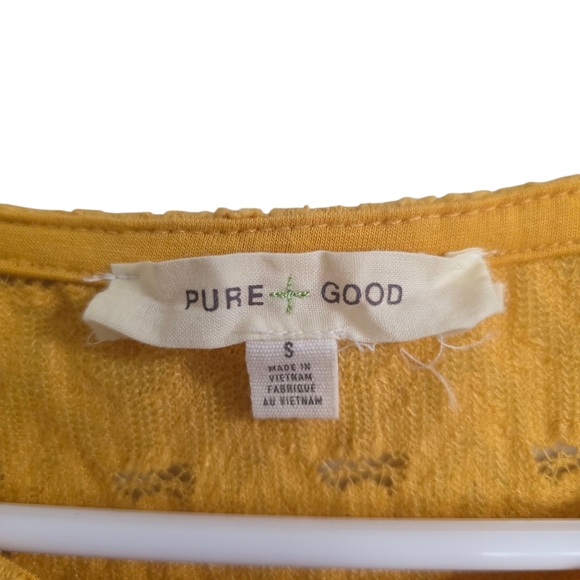 PURE + GOOD
S
MADE IN
VIETNAM
FABRIQUÉ
AU VIETNAM